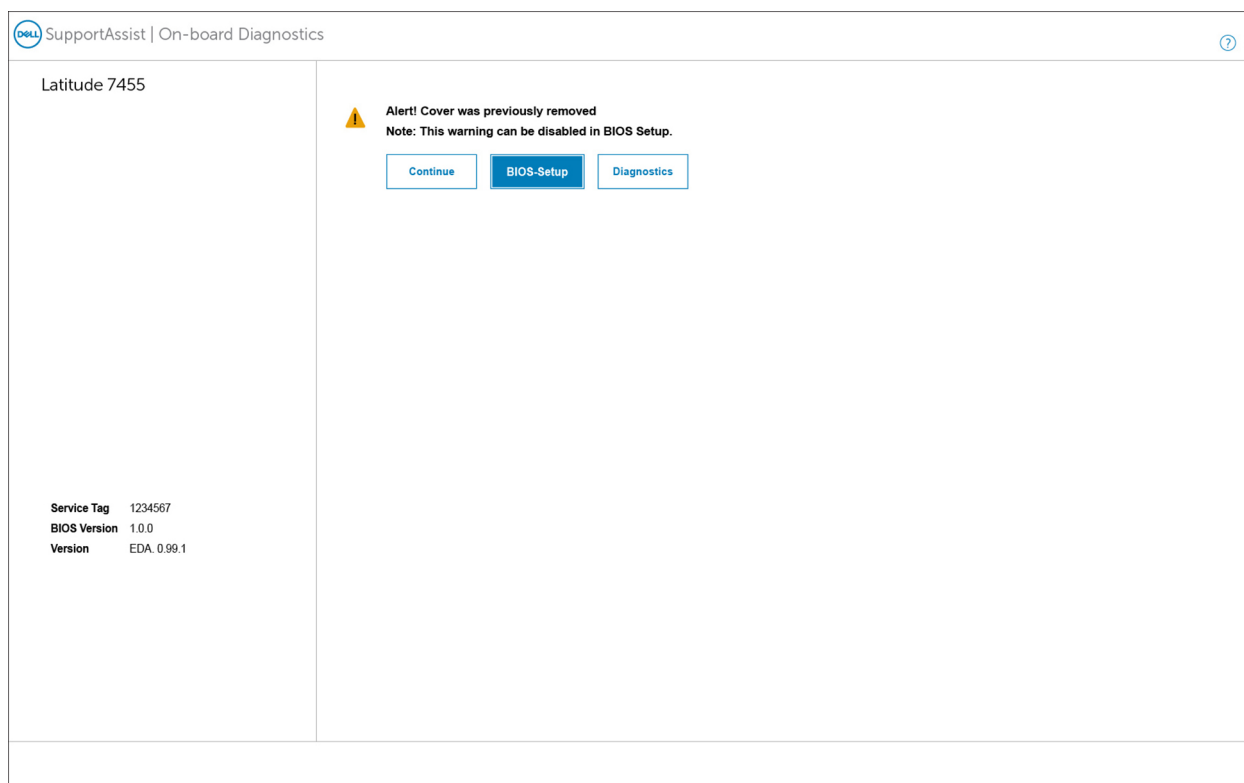 DELL SupportAssist | On-board Diagnostics
?
Latitude 7455
Alert! Cover was previously removed
Note: This warning can be disabled in BIOS Setup.
Continue BIOS-Setup Diagnostics
Service Tag 1234567
BIOS Version 1.0.0
Version EDA. 0.99.1